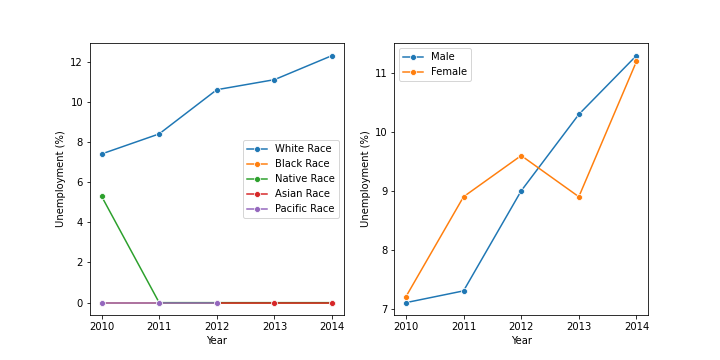 Unemployment (%)
12
10
8
6
4
2
0
White Race
Black Race
Native Race
Asian Race
Pacific Race
2010 2011 2012 2013 2014
Year
Unemployment (%)
11
10
9
8
7
Male
Female
2010 2011 2012 2013 2014
Year